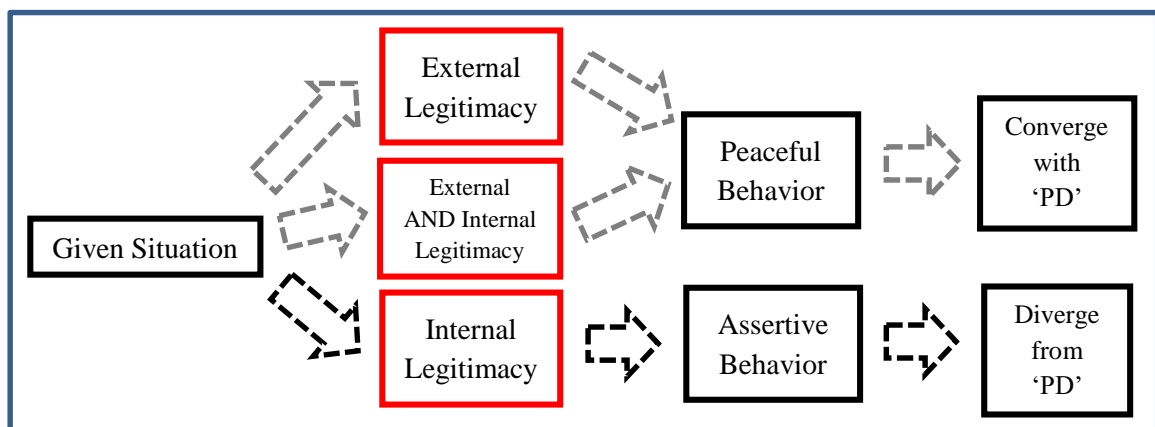 Given Situation
External
Legitimacy
External
AND Internal
Legitimacy
Internal
Legitimacy
Peaceful
Behavior
Assertive
Behavior
Converge
with
‘PD’
Diverge
from
‘PD’